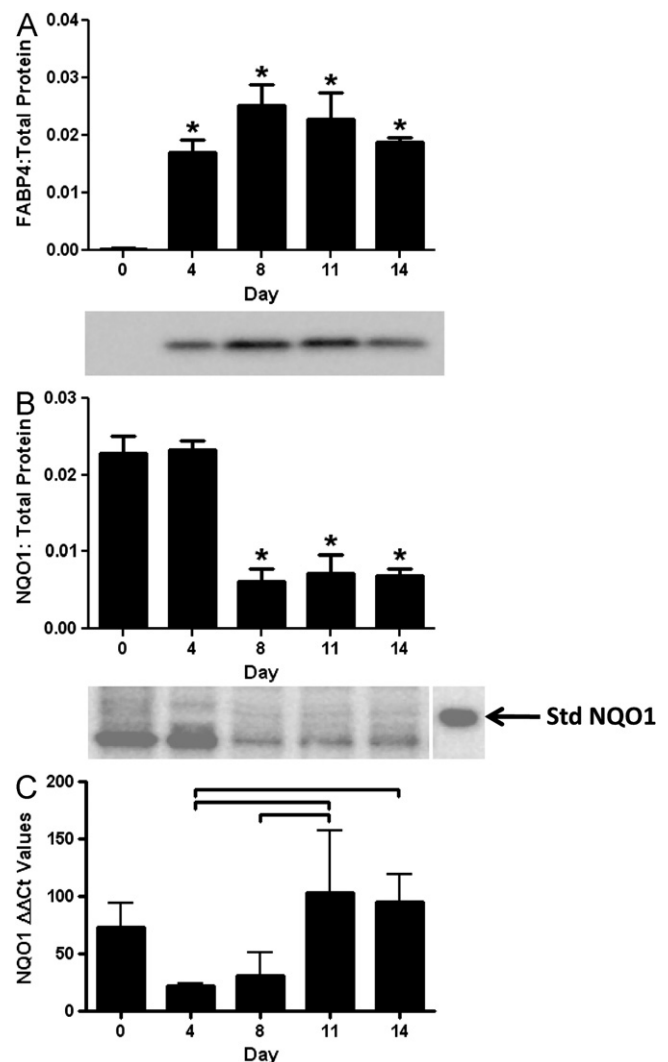 A
FABP4:Total Protein
0.04
0.03
0.02
0.01
0.00
* * * *
0 4 8 11 14
Day
B
NQO1: Total Protein
0.03
0.02
0.01
0.00
* * *
0 4 8 11 14
Day
Std NQO1
C
NQO1 ΔΔCt Values
200
150
100
50
0
0 4 8 11 14
Day